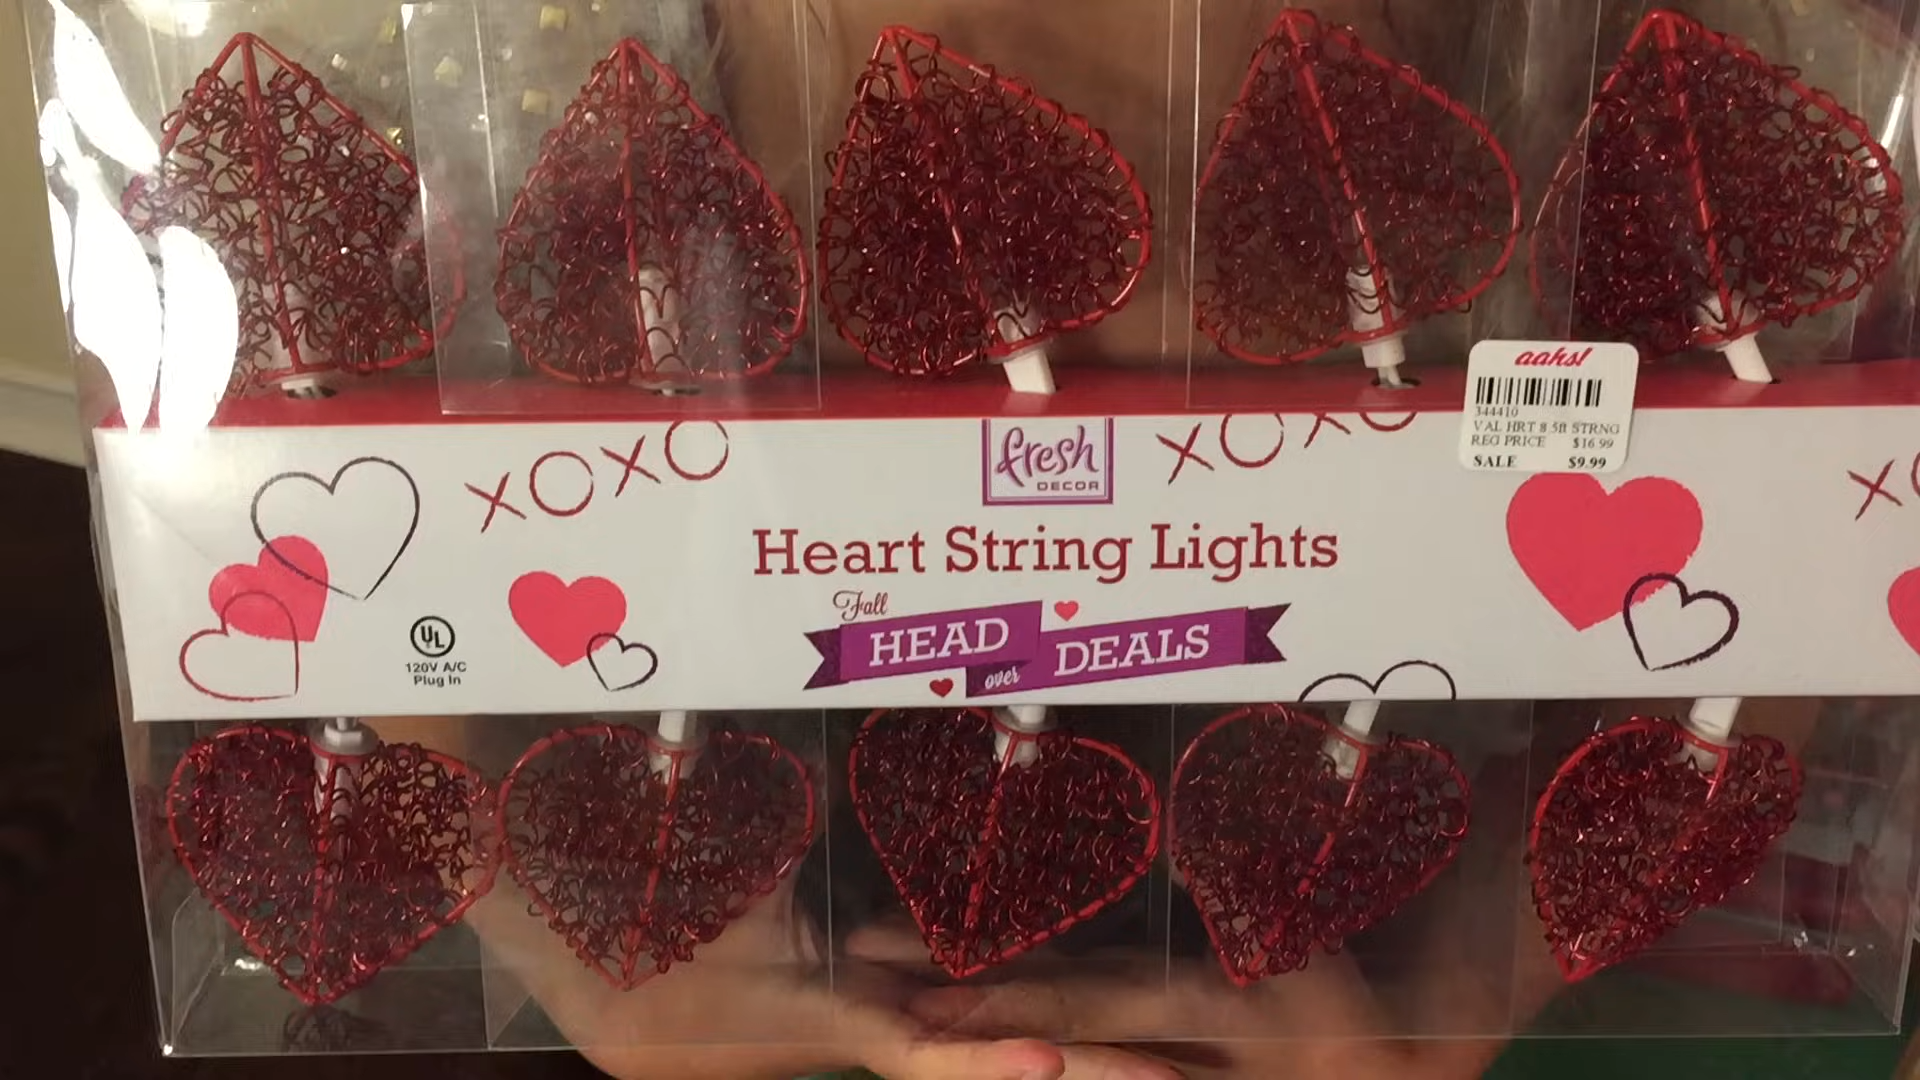 aahs!
344410
VAL HRT 8.5ft STRNG
REG PRICE $16.99
SALE $9.99
XOXO
fresh
DECOR
XOXO
X
Heart String Lights
Fall
HEAD
over
DEALS
UL
120V A/C
Plug In